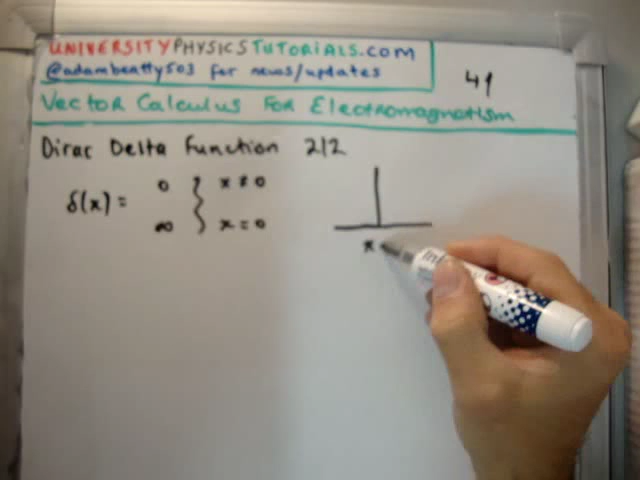 UNIVERSITYPHYSICSTUTORIALS.COM
@adambeatty503 for news/updates
41
Vector Calculus For Electromagnetism
Dirac Delta Function 2/2
δ(x) = 0 } x ≠ 0
∞ } x = 0
x